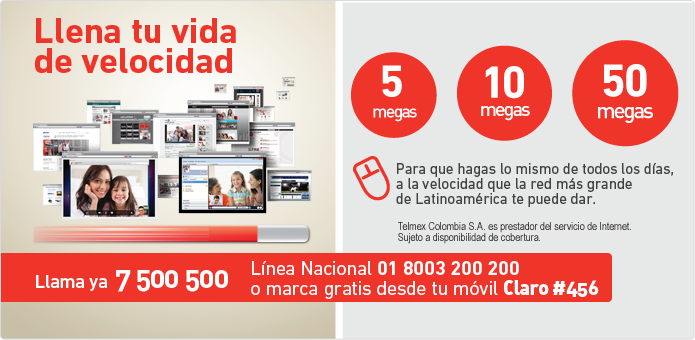 Llena tu vida
de velocidad
5
megas
10
megas
50
megas
Para que hagas lo mismo de todos los días,
a la velocidad que la red más grande
de Latinoamérica te puede dar.
Telmex Colombia S.A. es prestador del servicio de Internet.
Sujeto a disponibilidad de cobertura.
Llama ya 7 500 500
Línea Nacional 01 8003 200 200
o marca gratis desde tu móvil Claro #456